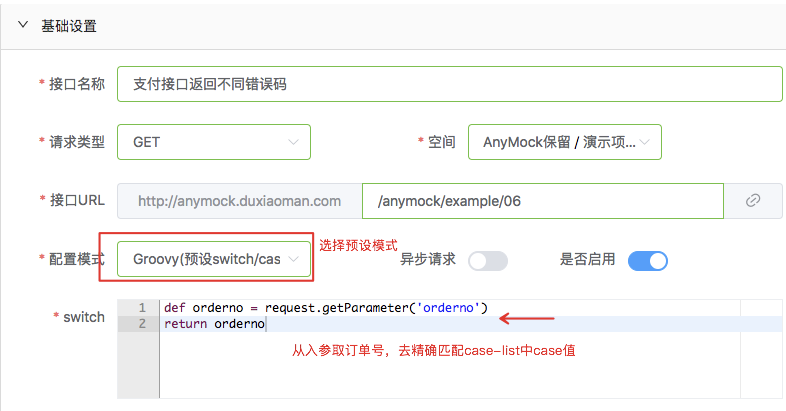 基础设置
* 接口名称 支付接口返回不同错误码
* 请求类型 GET * 空间 AnyMock保留 / 演示项...
* 接口URL http://anymock.duxiaoman.com /anymock/example/06
* 配置模式 Groovy(预设switch/cas 选择预设模式 异步请求 是否启用
* switch 1 def orderno = request.getParameter('orderno')
2 return orderno
从入参取订单号，去精确匹配case-list中case值